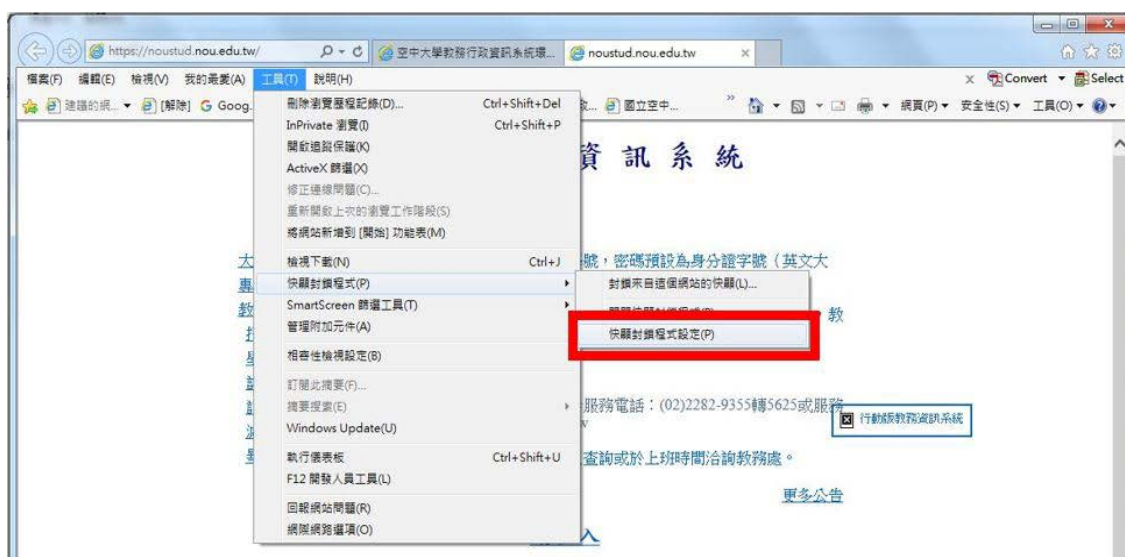 https://noustud.nou.edu.tw/
空中大學教務行政資訊系統環...
noustud.nou.edu.tw
檔案(F) 編輯(E) 檢視(V) 我的最愛(A) 工具(T) 說明(H)
Convert Select
建議的網... [解除] Goog. 國立空中... 網頁(P) 安全性(S) 工具(O)
資訊系統
刪除瀏覽歷程記錄(D)... Ctrl+Shift+Del
InPrivate 瀏覽(I) Ctrl+Shift+P
開啟追蹤保護(K)
ActiveX 篩選(X)
修正連線問題(C)...
重新開啟上次的瀏覽工作階段(S)
將網站新增到 [開始] 功能表(M)
檢視下載(N) Ctrl+J
快顯封鎖程式(P)
SmartScreen 篩選工具(T)
管理附加元件(A)
相容性檢視設定(B)
訂閱此摘要(F)...
摘要搜索(E)
Windows Update(U)
執行儀表板 Ctrl+Shift+U
F12 開發人員工具(L)
回報網站問題(R)
網際網路選項(O)
封鎖來自這個網站的快顯(L)...
快顯封鎖程式設定(P)
號，密碼預設為身分證字號（英文大
，教
服務電話：(02)2282-9355轉5625或服務
行動版教務資訊系統
查詢或於上班時間洽詢教務處。
更多公告
入